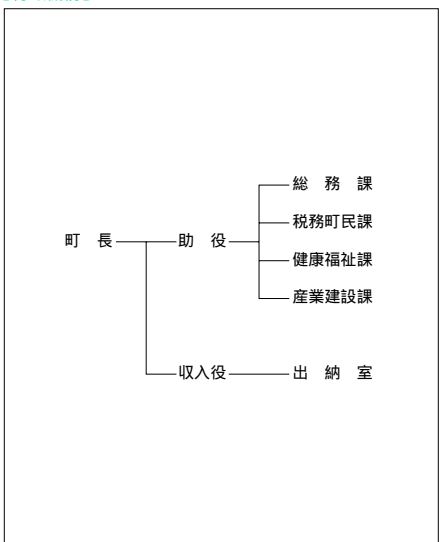 総　務　課
税務町民課
町　長　助　役
健康福祉課
産業建設課
収入役　出　納　室